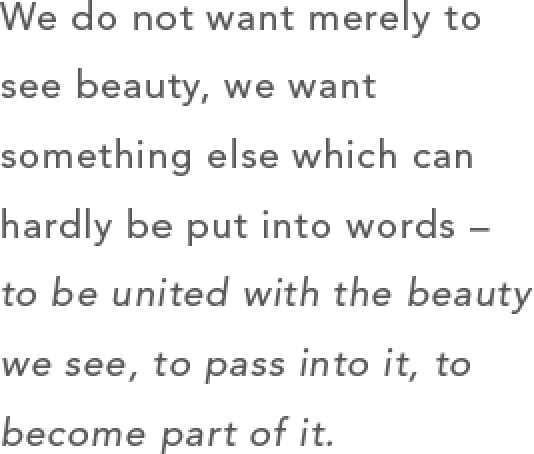 We do not want merely to
see beauty, we want
something else which can
hardly be put into words –
to be united with the beauty
we see, to pass into it, to
become part of it.